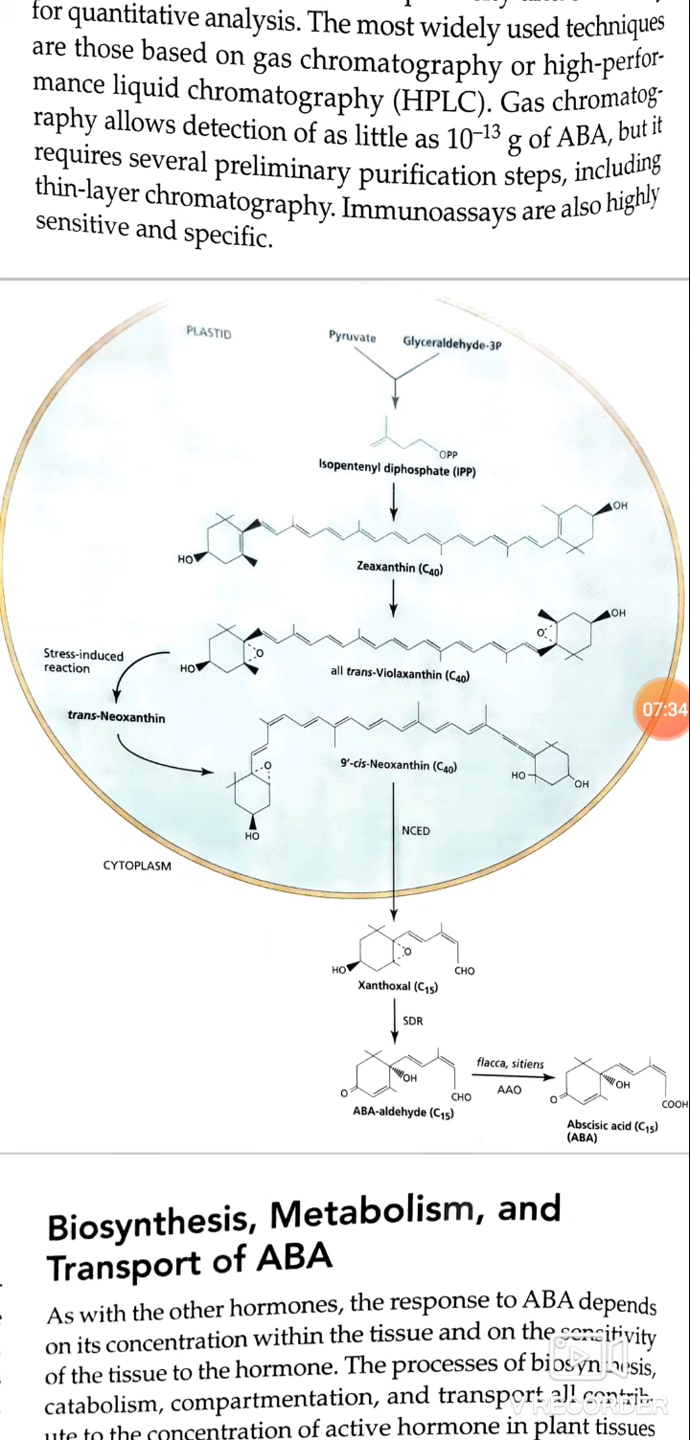 for quantitative analysis. The most widely used techniques
are those based on gas chromatography or high-perfor-
mance liquid chromatography (HPLC). Gas chromatog-
raphy allows detection of as little as 10⁻¹³ g of ABA, but it
requires several preliminary purification steps, including
thin-layer chromatography. Immunoassays are also highly
sensitive and specific.
PLASTID
Pyruvate Glyceraldehyde-3P
OPP
Isopentenyl diphosphate (IPP)
OH
HO
Zeaxanthin (C₄₀)
OH
O
O
HO
Stress-induced
reaction
all trans-Violaxanthin (C₄₀)
07:34
trans-Neoxanthin
O
9'-cis-Neoxanthin (C₄₀)
HO
OH
HO
NCED
CYTOPLASM
O
HO
CHO
Xanthoxal (C₁₅)
SDR
flacca, sitiens
AAO
OH
O
CHO
ABA-aldehyde (C₁₅)
OH
O
COOH
Abscisic acid (C₁₅)
(ABA)
Biosynthesis, Metabolism, and
Transport of ABA
As with the other hormones, the response to ABA depends
on its concentration within the tissue and on the sensitivity
of the tissue to the hormone. The processes of biosynthesis,
catabolism, compartmentation, and transport all contrib-
ute to the concentration of active hormone in plant tissues
V RECORDER